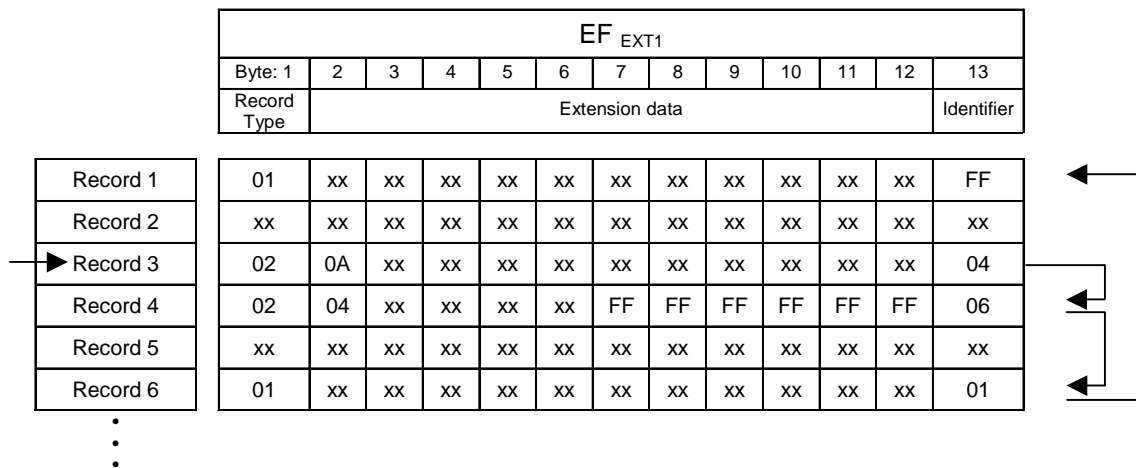 EF EXT1
Byte: 1 2 3 4 5 6 7 8 9 10 11 12 13
Record Type Extension data Identifier
Record 1 01 xx xx xx xx xx xx xx xx xx xx xx FF
Record 2 xx xx xx xx xx xx xx xx xx xx xx xx xx
Record 3 02 0A xx xx xx xx xx xx xx xx xx xx 04
Record 4 02 04 xx xx xx xx FF FF FF FF FF FF 06
Record 5 xx xx xx xx xx xx xx xx xx xx xx xx xx
Record 6 01 xx xx xx xx xx xx xx xx xx xx xx 01